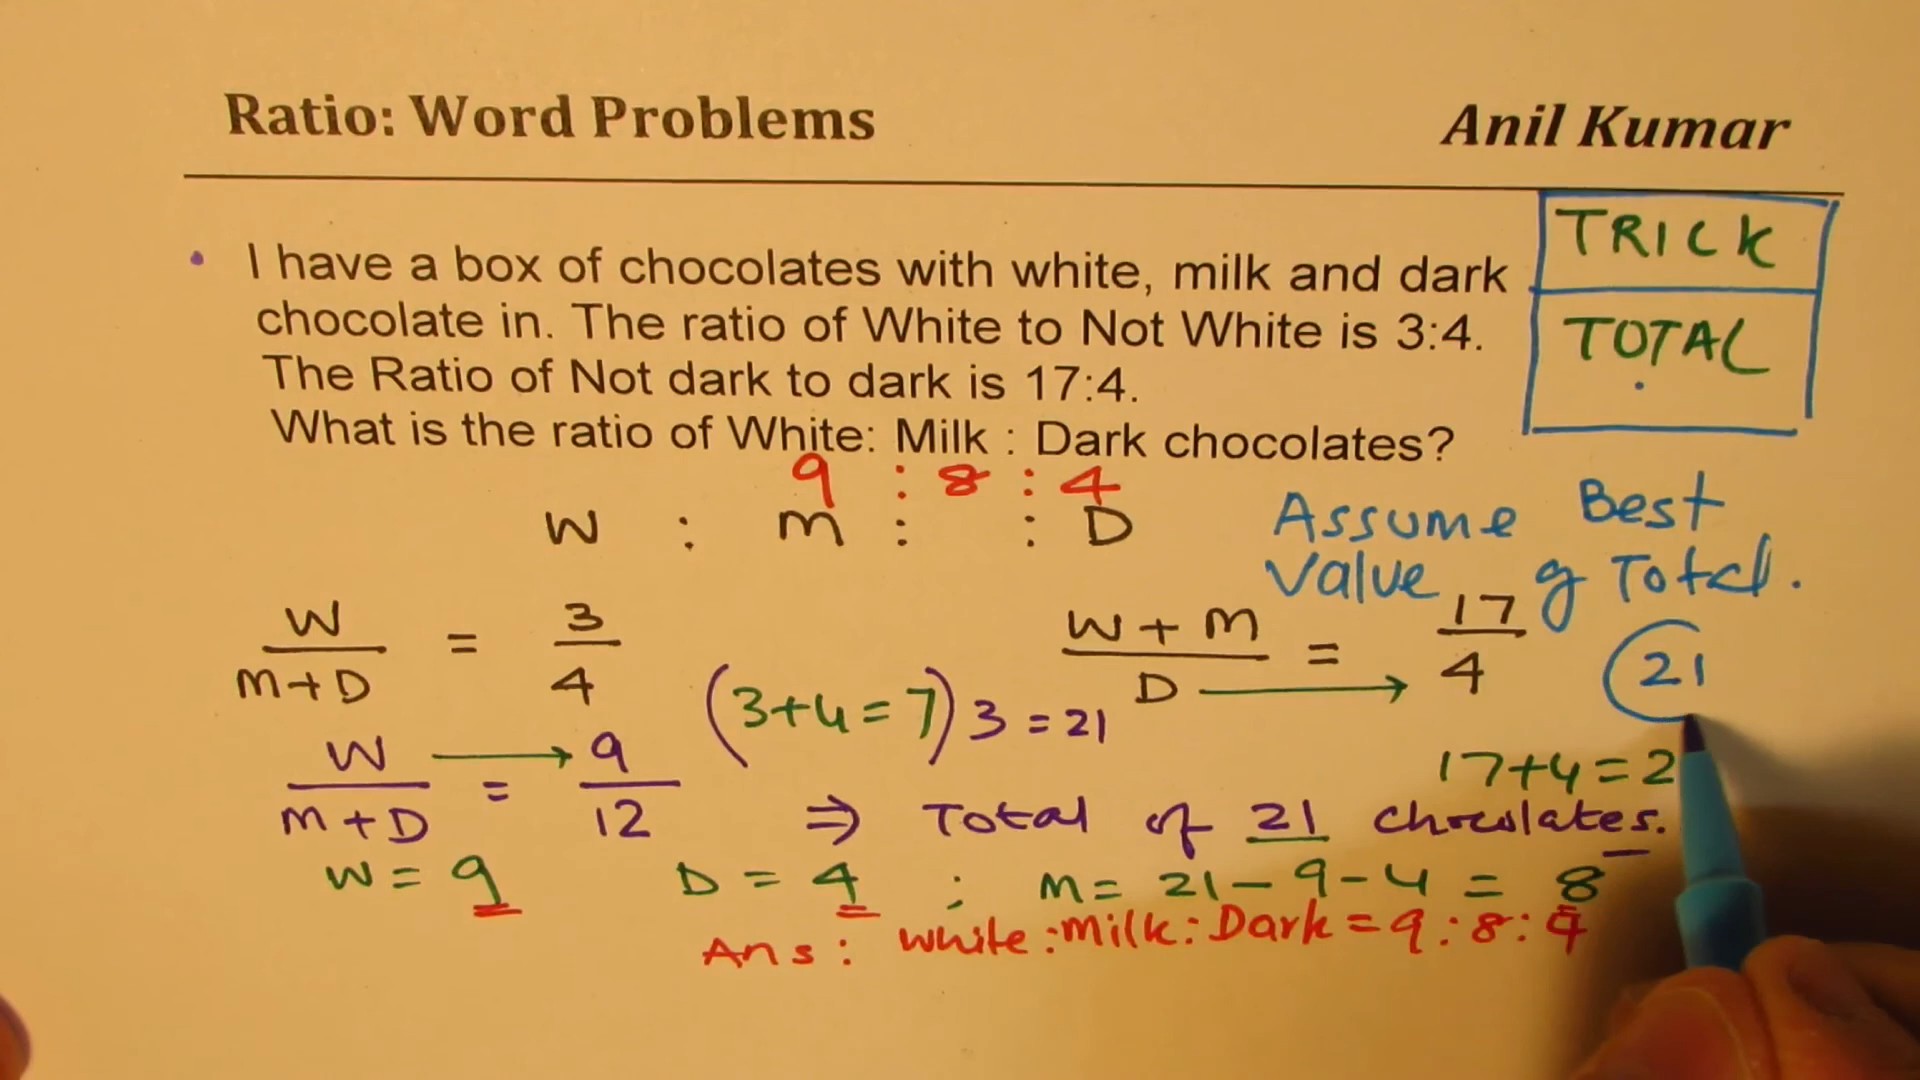 Ratio: Word Problems
Anil Kumar
TRICK
TOTAL
• I have a box of chocolates with white, milk and dark
chocolate in. The ratio of White to Not White is 3:4.
The Ratio of Not dark to dark is 17:4.
What is the ratio of White: Milk : Dark chocolates?
9 : 8 : 4
W : M : : D
Assume Best
Value of Total.
W/(M+D) = 3/4
(W+M)/D → = 17/4
21
(3+4=7)3=21
17+4=2
W/(M+D) → = 9/12
⇒ Total of 21 chocolates.
W = 9 D = 4 ; M = 21-9-4 = 8
Ans: White:Milk:Dark = 9:8:4